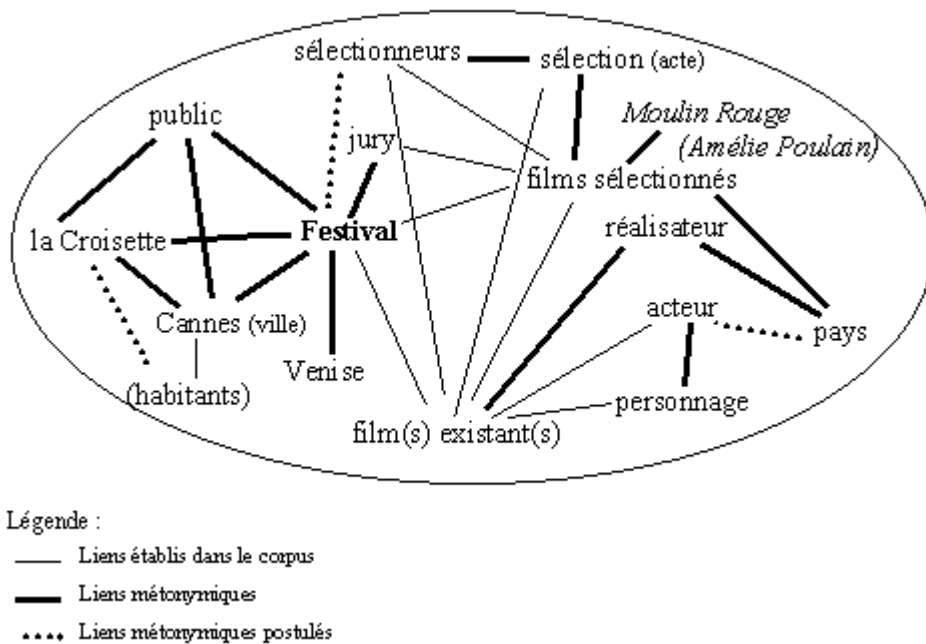 sélectionneurs
sélection (acte)
public
Moulin Rouge
jury
(Amélie Poulain)
films sélectionnés
la Croisette
Festival
réalisateur
Cannes (ville)
acteur
pays
Venise
(habitants)
personnage
film(s) existant(s)
Légende :
Liens établis dans le corpus
Liens métonymiques
Liens métonymiques postulés